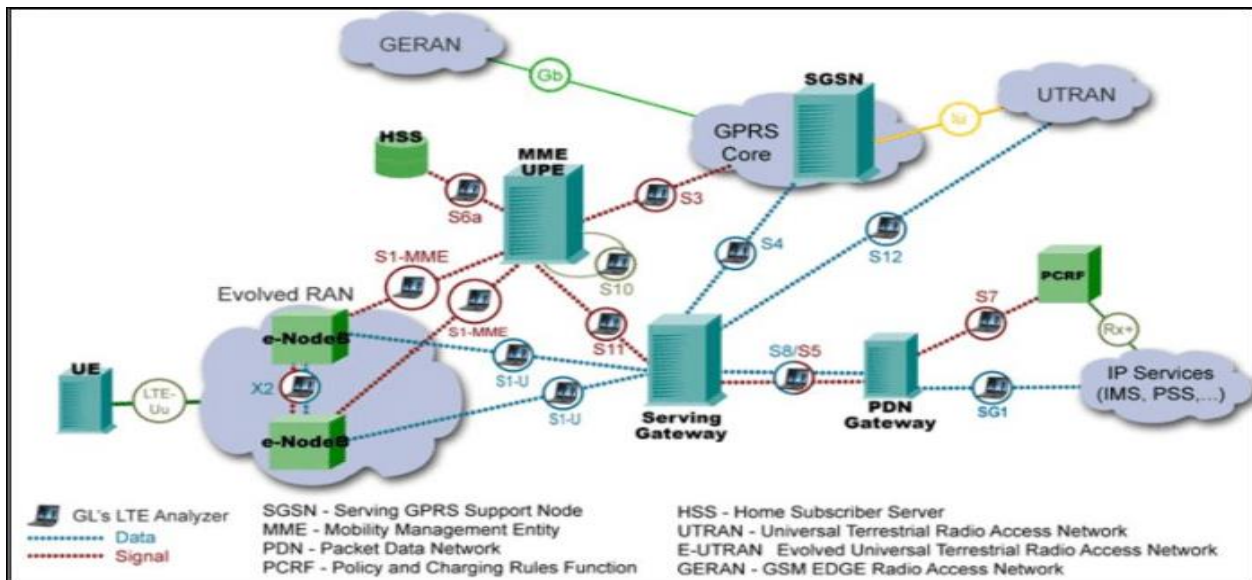 GERAN
Gb
SGSN
UTRAN
Iu
GPRS
Core
HSS
MME
UPE
S6a
S3
S4
S12
S1-MME
S10
PCRF
Evolved RAN
S7
e-NodeB
S1-MME
S11
Rx+
UE
LTE-
Uu
X2
S1-U
S8/S5
IP Services
(IMS, PSS,...)
S1-U
SG1
e-NodeB
Serving
Gateway
PDN
Gateway
GL's LTE Analyzer
Data
Signal
SGSN - Serving GPRS Support Node
MME - Mobility Management Entity
PDN - Packet Data Network
PCRF - Policy and Charging Rules Function
HSS - Home Subscriber Server
UTRAN - Universal Terrestrial Radio Access Network
E-UTRAN Evolved Universal Terrestrial Radio Access Network
GERAN - GSM EDGE Radio Access Network